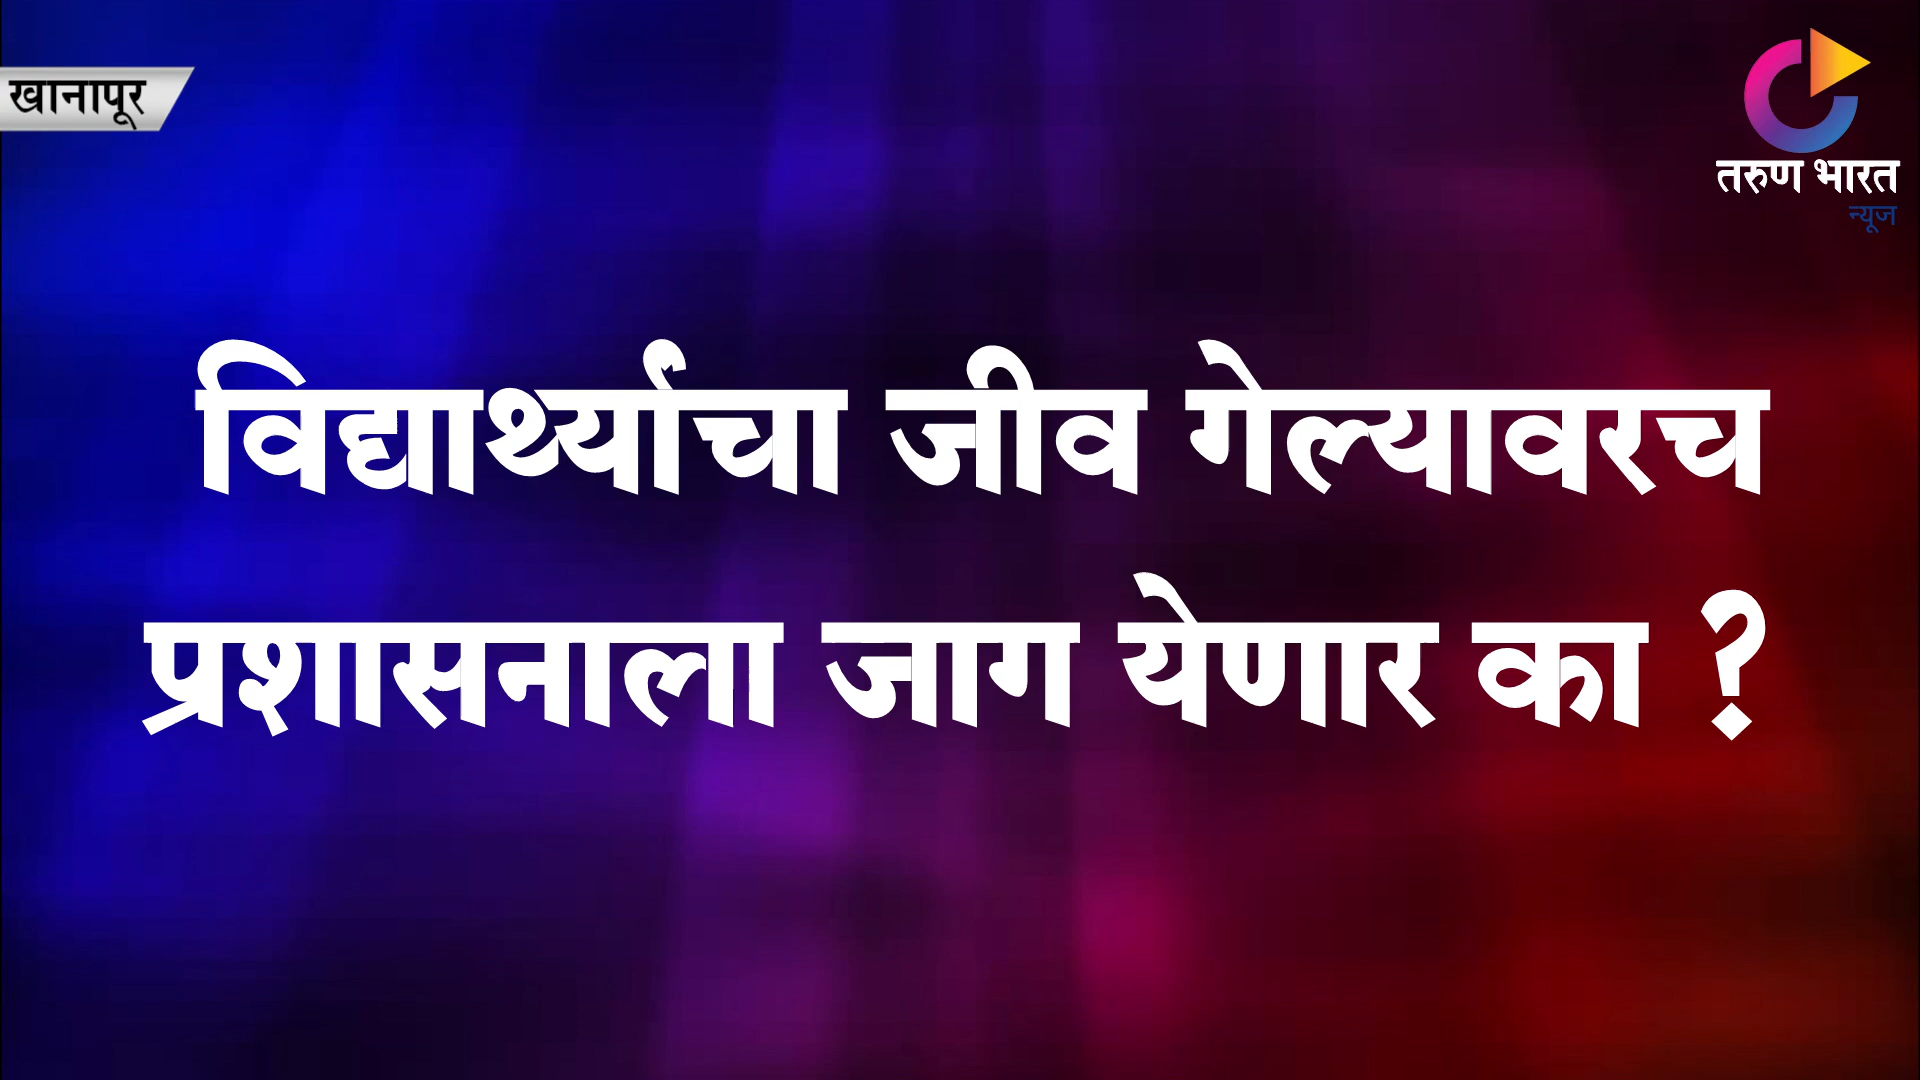 खानापूर
तरुण भारत
न्यूज
विद्यार्थ्यांचा जीव गेल्यावरच
प्रशासनाला जाग येणार का ?